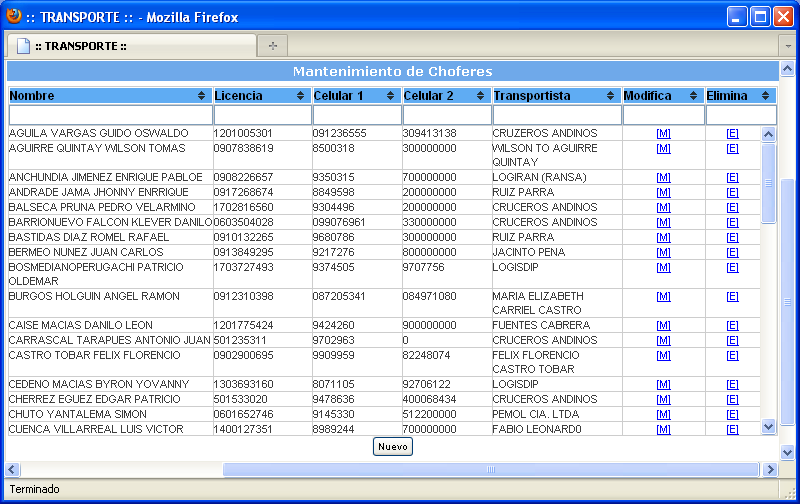 :: TRANSPORTE :: - Mozilla Firefox
:: TRANSPORTE ::
Mantenimiento de Choferes
Nombre Licencia Celular 1 Celular 2 Transportista Modifica Elimina
AGUILA VARGAS GUIDO OSWALDO 1201005301 091236555 309413138 CRUZEROS ANDINOS [M] [E]
AGUIRRE QUINTAY WILSON TOMAS 0907838619 8500318 300000000 WILSON TO AGUIRRE [M] [E]
QUINTAY
ANCHUNDIA JIMENEZ ENRIQUE PABLOE 0908226657 9350315 700000000 LOGIRAN (RANSA) [M] [E]
ANDRADE JAMA JHONNY ENRRIQUE 0917268674 8849598 200000000 RUIZ PARRA [M] [E]
BALSECA PRUNA PEDRO VELARMINO 1702816560 9304496 200000000 CRUCEROS ANDINOS [M] [E]
BARRIONUEVO FALCON KLEVER DANILO 0603504028 099076961 330000000 CRUCEROS ANDINOS [M] [E]
BASTIDAS DIAZ ROMEL RAFAEL 0910132265 9680786 300000000 RUIZ PARRA [M] [E]
BERMEO NUNEZ JUAN CARLOS 0913849295 9217276 800000000 JACINTO PENA [M] [E]
BOSMEDIANOPERUGACHI PATRICIO 1703727493 9374505 9707756 LOGISDIP [M] [E]
OLDEMAR
BURGOS HOLGUIN ANGEL RAMON 0912310398 087205341 084971080 MARIA ELIZABETH [M] [E]
CARRIEL CASTRO
CAISE MACIAS DANILO LEON 1201775424 9424260 900000000 FUENTES CABRERA [M] [E]
CARRASCAL TARAPUES ANTONIO JUAN 501235311 9702963 0 CRUCEROS ANDINOS [M] [E]
CASTRO TOBAR FELIX FLORENCIO 0902900695 9909959 82248074 FELIX FLORENCIO [M] [E]
CASTRO TOBAR
CEDENO MACIAS BYRON YOVANNY 1303693160 8071105 92706122 LOGISDIP [M] [E]
CHERREZ EGUEZ EDGAR PATRICIO 501533020 9478636 400068434 CRUCEROS ANDINOS [M] [E]
CHUTO YANTALEMA SIMON 0601652746 9145330 512200000 PEMOL CIA. LTDA [M] [E]
CUENCA VILLARREAL LUIS VICTOR 1400127351 8989244 700000000 FABIO LEONARDO [M] [E]
Nuevo
Terminado